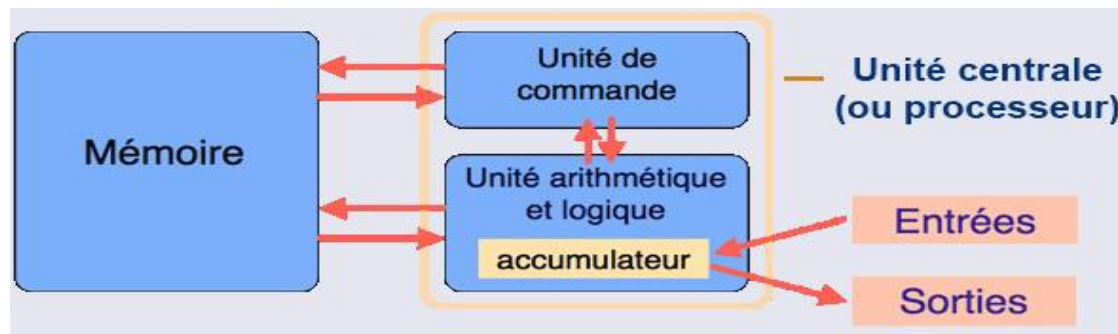 Mémoire
Unité de
commande
Unité arithmétique
et logique
accumulateur
Unité centrale
(ou processeur)
Entrées
Sorties